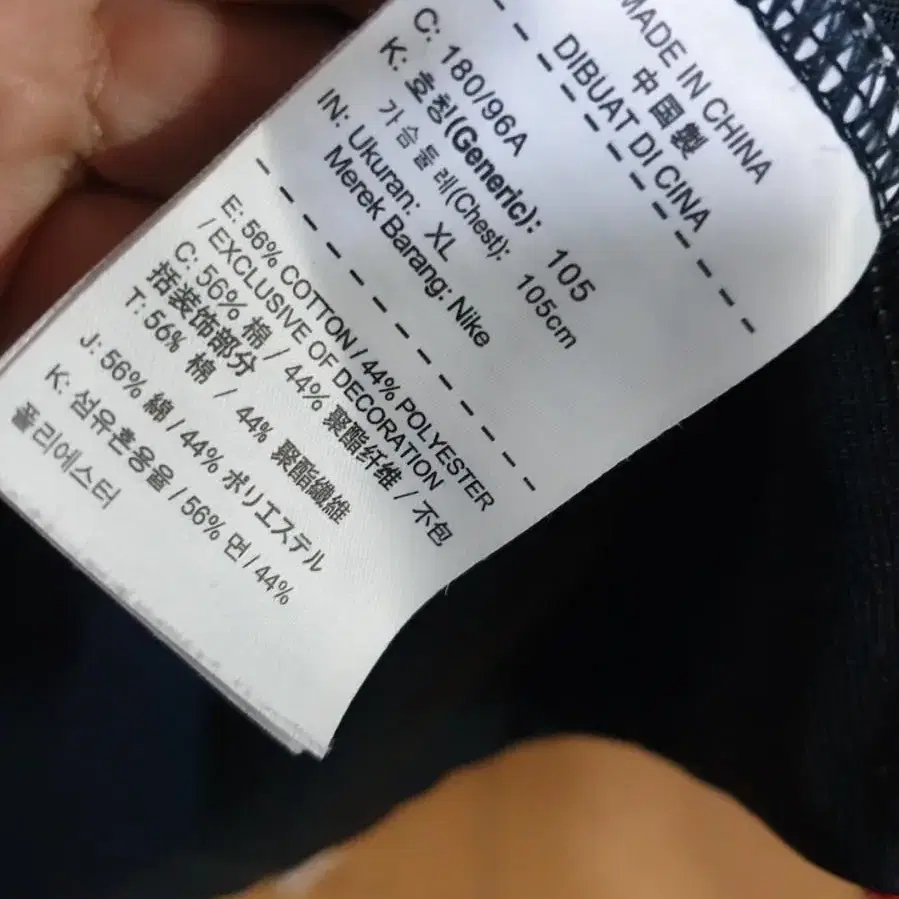 MADE IN CHINA
中国製
DIBUAT DI CINA
C: 180/96A
K: 호칭(Generic): 105
가슴둘레(Chest): 105cm
IN: Ukuran: XL
Merek Barang: Nike
E: 56% COTTON / 44% POLYESTER
/ EXCLUSIVE OF DECORATION
C: 56% 棉 / 44% 聚酯纤维 / 不包
括装饰部分
T: 56% 棉 / 44% 聚酯纖維
J: 56% 綿 / 44% ポリエステル
K: 섬유혼용율 / 56% 면 / 44%
폴리에스터